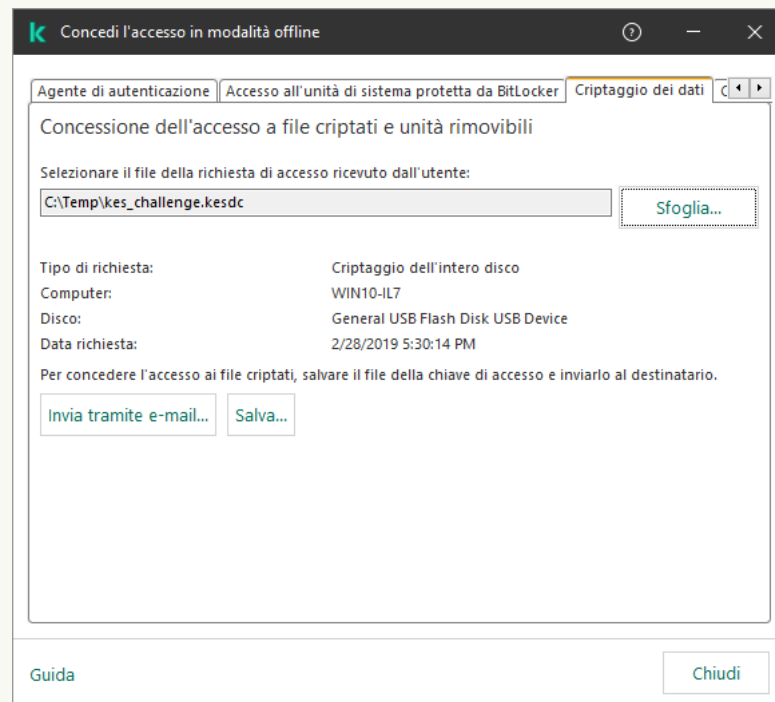 Concedi l'accesso in modalità offline
Agente di autenticazione
Accesso all'unità di sistema protetta da BitLocker
Criptaggio dei dati
Concessione dell'accesso a file criptati e unità rimovibili
Selezionare il file della richiesta di accesso ricevuto dall'utente:
C:\Temp\kes_challenge.kesdc
Sfoglia...
Tipo di richiesta: Criptaggio dell'intero disco
Computer: WIN10-IL7
Disco: General USB Flash Disk USB Device
Data richiesta: 2/28/2019 5:30:14 PM
Per concedere l'accesso ai file criptati, salvare il file della chiave di accesso e inviarlo al destinatario.
Invia tramite e-mail... Salva...
Guida Chiudi